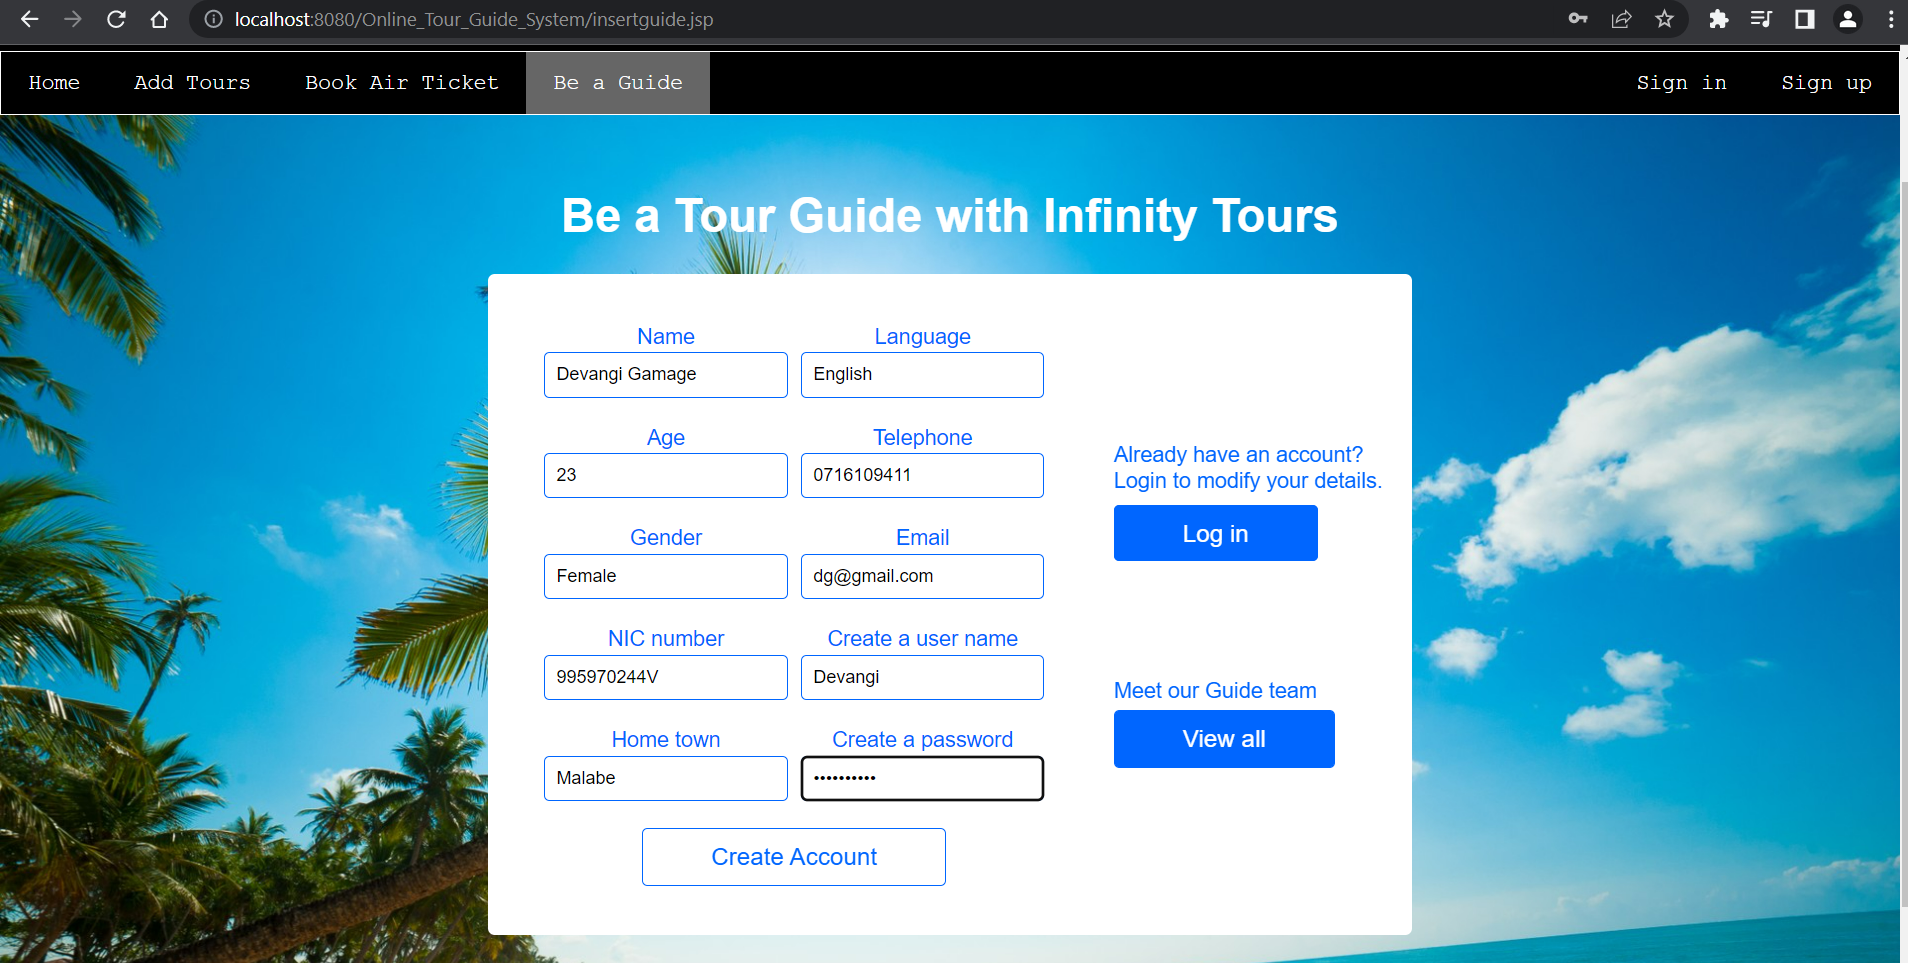 localhost:8080/Online_Tour_Guide_System/insertguide.jsp
Home Add Tours Book Air Ticket Be a Guide Sign in Sign up
Be a Tour Guide with Infinity Tours
Name Language
Devangi Gamage English
Age Telephone
23 0716109411
Gender Email
Female dg@gmail.com
NIC number Create a user name
995970244V Devangi
Home town Create a password
Malabe ••••••••••
Create Account
Already have an account?
Login to modify your details.
Log in
Meet our Guide team
View all